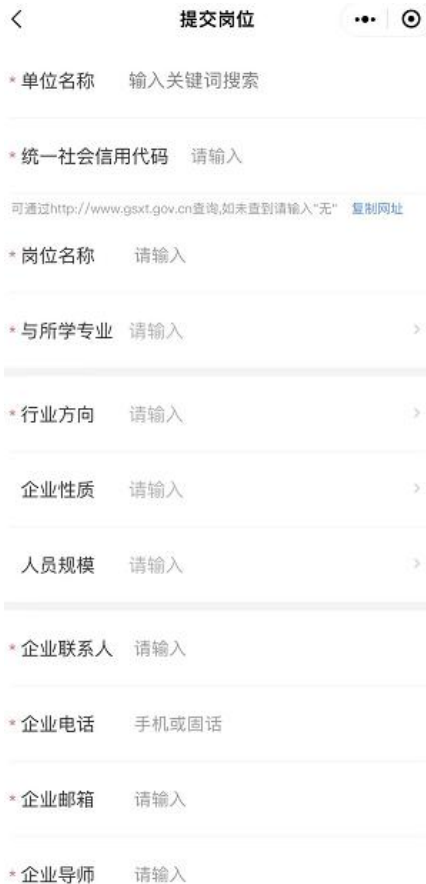 提交岗位
* 单位名称 输入关键词搜索
* 统一社会信用代码 请输入
可通过http://www.gsxt.gov.cn查询,如未查到请输入"无" 复制网址
* 岗位名称 请输入
* 与所学专业 请输入
* 行业方向 请输入
企业性质 请输入
人员规模 请输入
* 企业联系人 请输入
* 企业电话 手机或固话
* 企业邮箱 请输入
* 企业导师 请输入